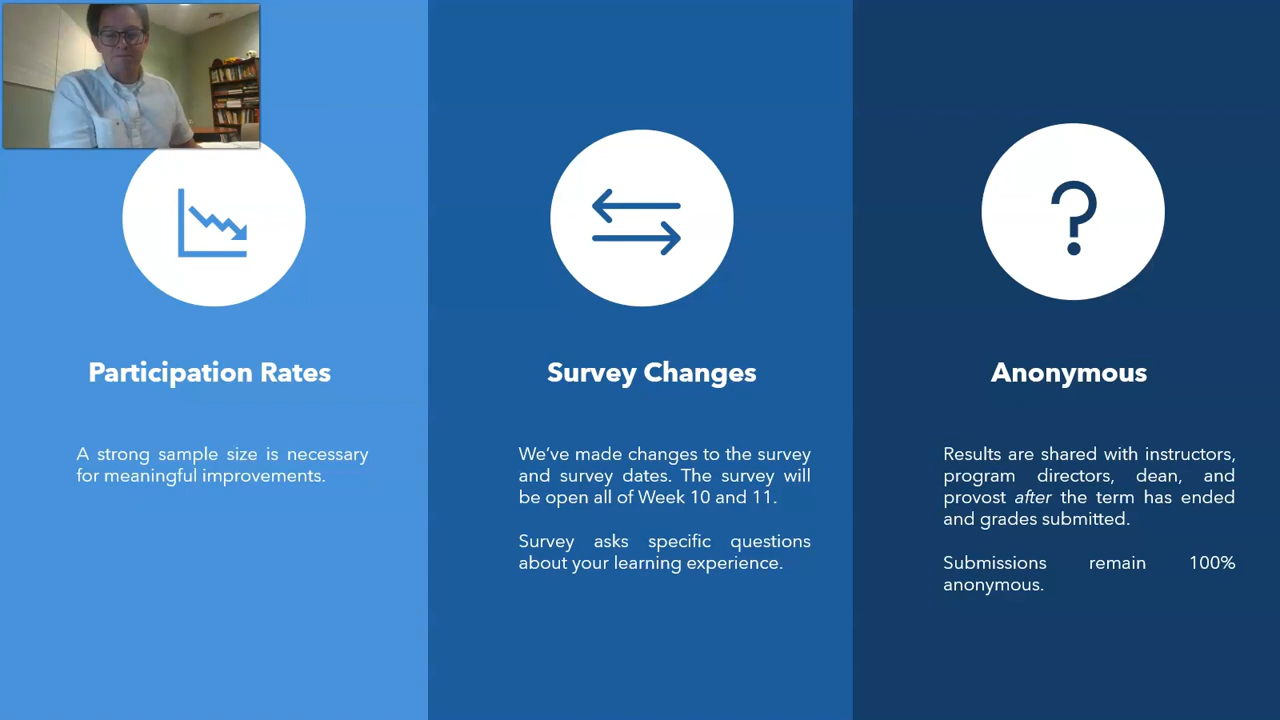 Participation Rates
A strong sample size is necessary
for meaningful improvements.
Survey Changes
We've made changes to the survey
and survey dates. The survey will
be open all of Week 10 and 11.
Survey asks specific questions
about your learning experience.
?
Anonymous
Results are shared with instructors,
program directors, dean, and
provost after the term has ended
and grades submitted.
Submissions remain 100%
anonymous.